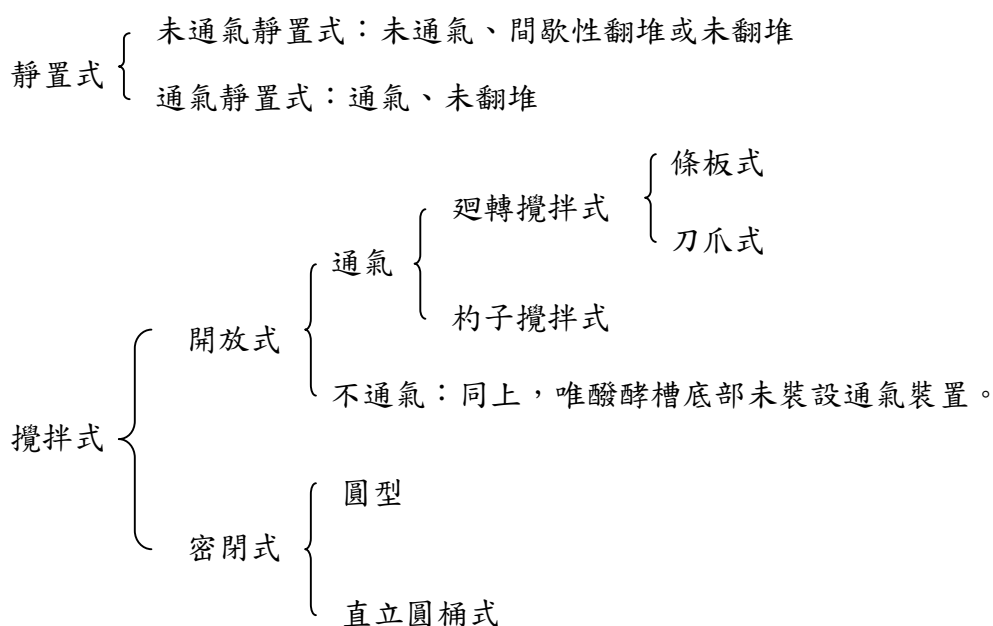 靜置式
未通氣靜置式：未通氣、間歇性翻堆或未翻堆
通氣靜置式：通氣、未翻堆
攪拌式
開放式
通氣
廻轉攪拌式
條板式
刀爪式
杓子攪拌式
不通氣：同上，唯醱酵槽底部未裝設通氣裝置。
密閉式
圓型
直立圓桶式